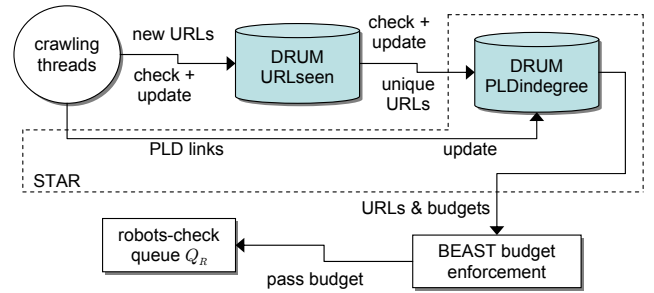 crawling
threads
new URLs
check +
update
DRUM
URLseen
check +
update
unique
URLs
DRUM
PLDindegree
PLD links
update
STAR
URLs & budgets
robots-check
queue Q_R
pass budget
BEAST budget
enforcement